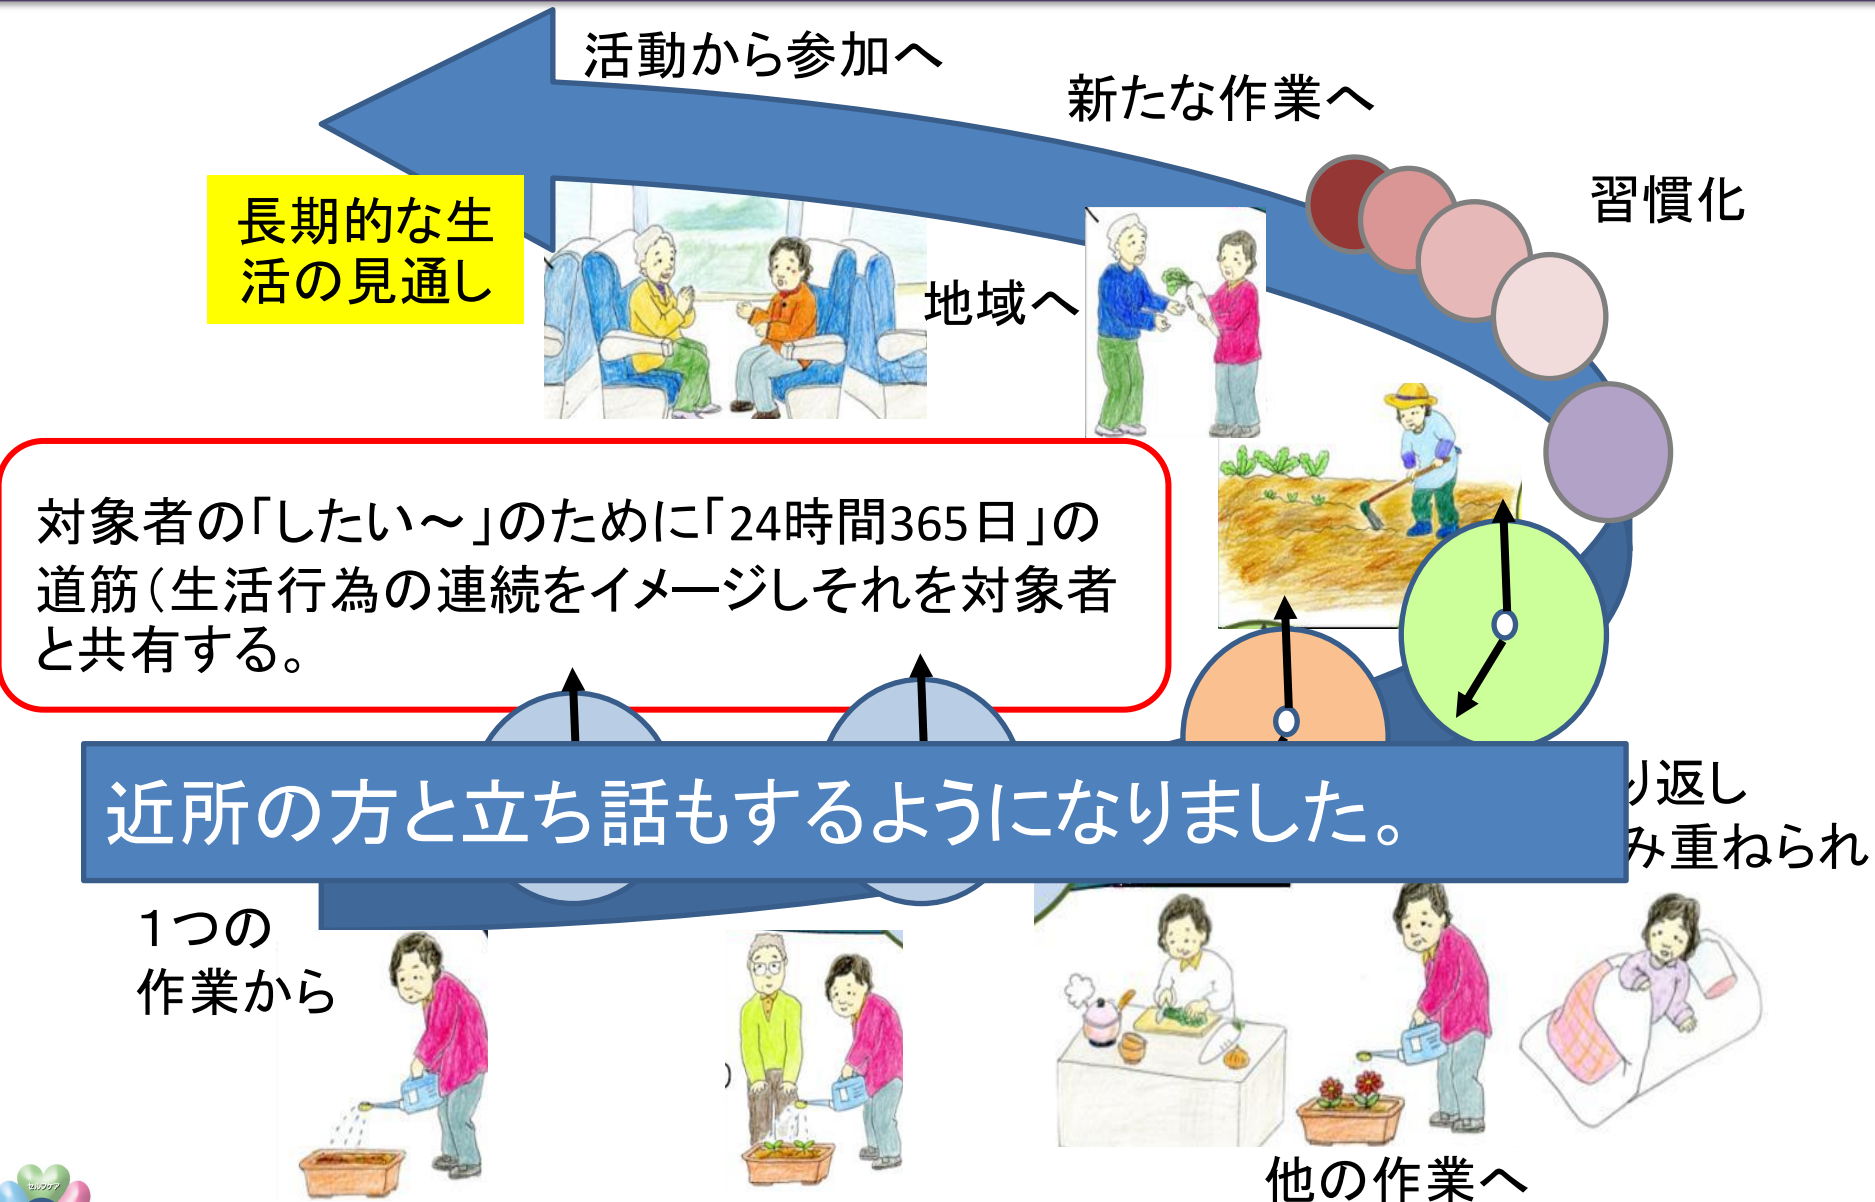 活動から参加へ
新たな作業へ
習慣化
長期的な生
活の見通し
地域へ
対象者の「したい～」のために「24時間365日」の
道筋(生活行為の連続をイメージしそれを対象者
と共有する。
近所の方と立ち話もするようになりました。
り返し
み重ねられ
1つの
作業から
他の作業へ
セルフケア